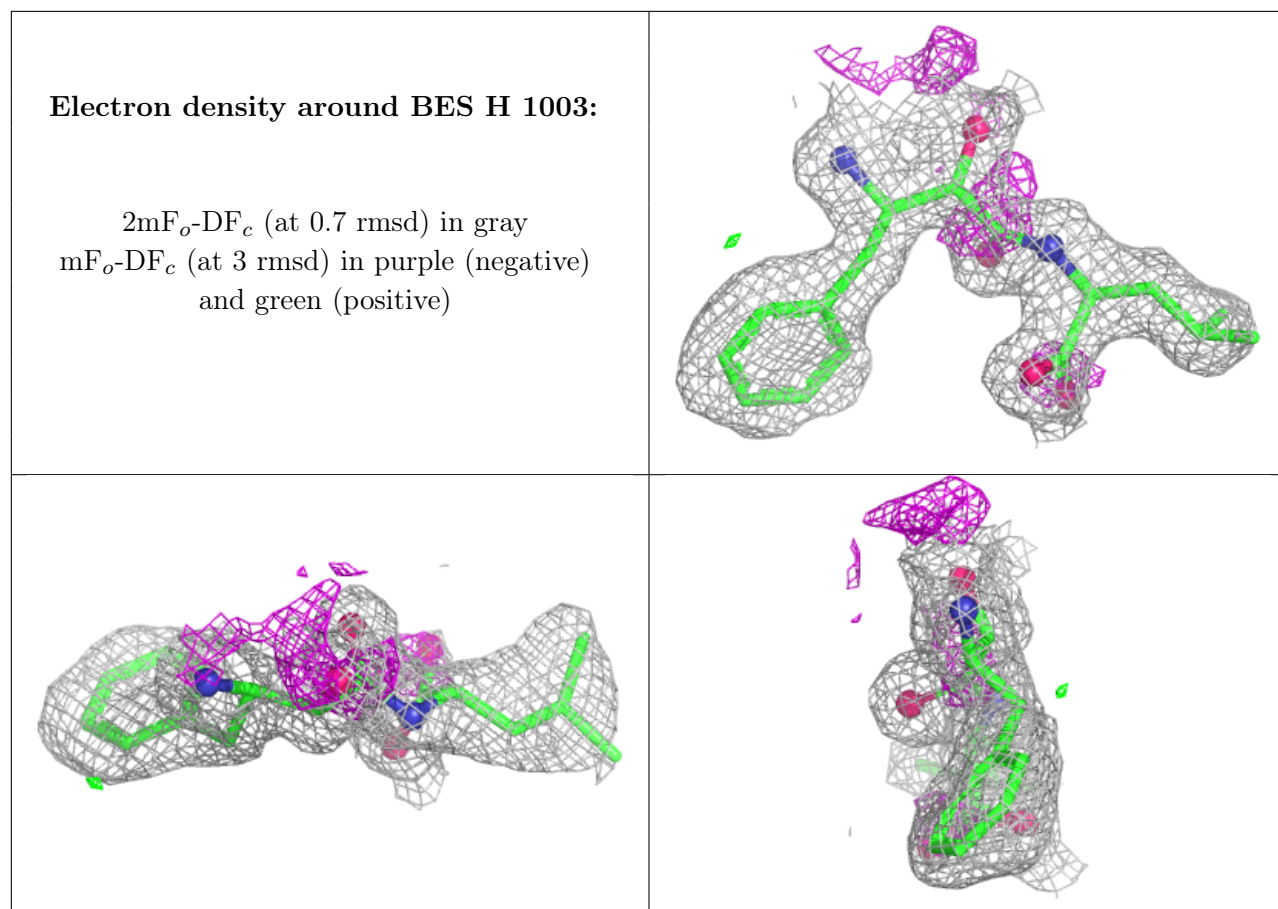 Electron density around BES H 1003:
2mFo-DFc (at 0.7 rmsd) in gray
mFo-DFc (at 3 rmsd) in purple (negative)
and green (positive)